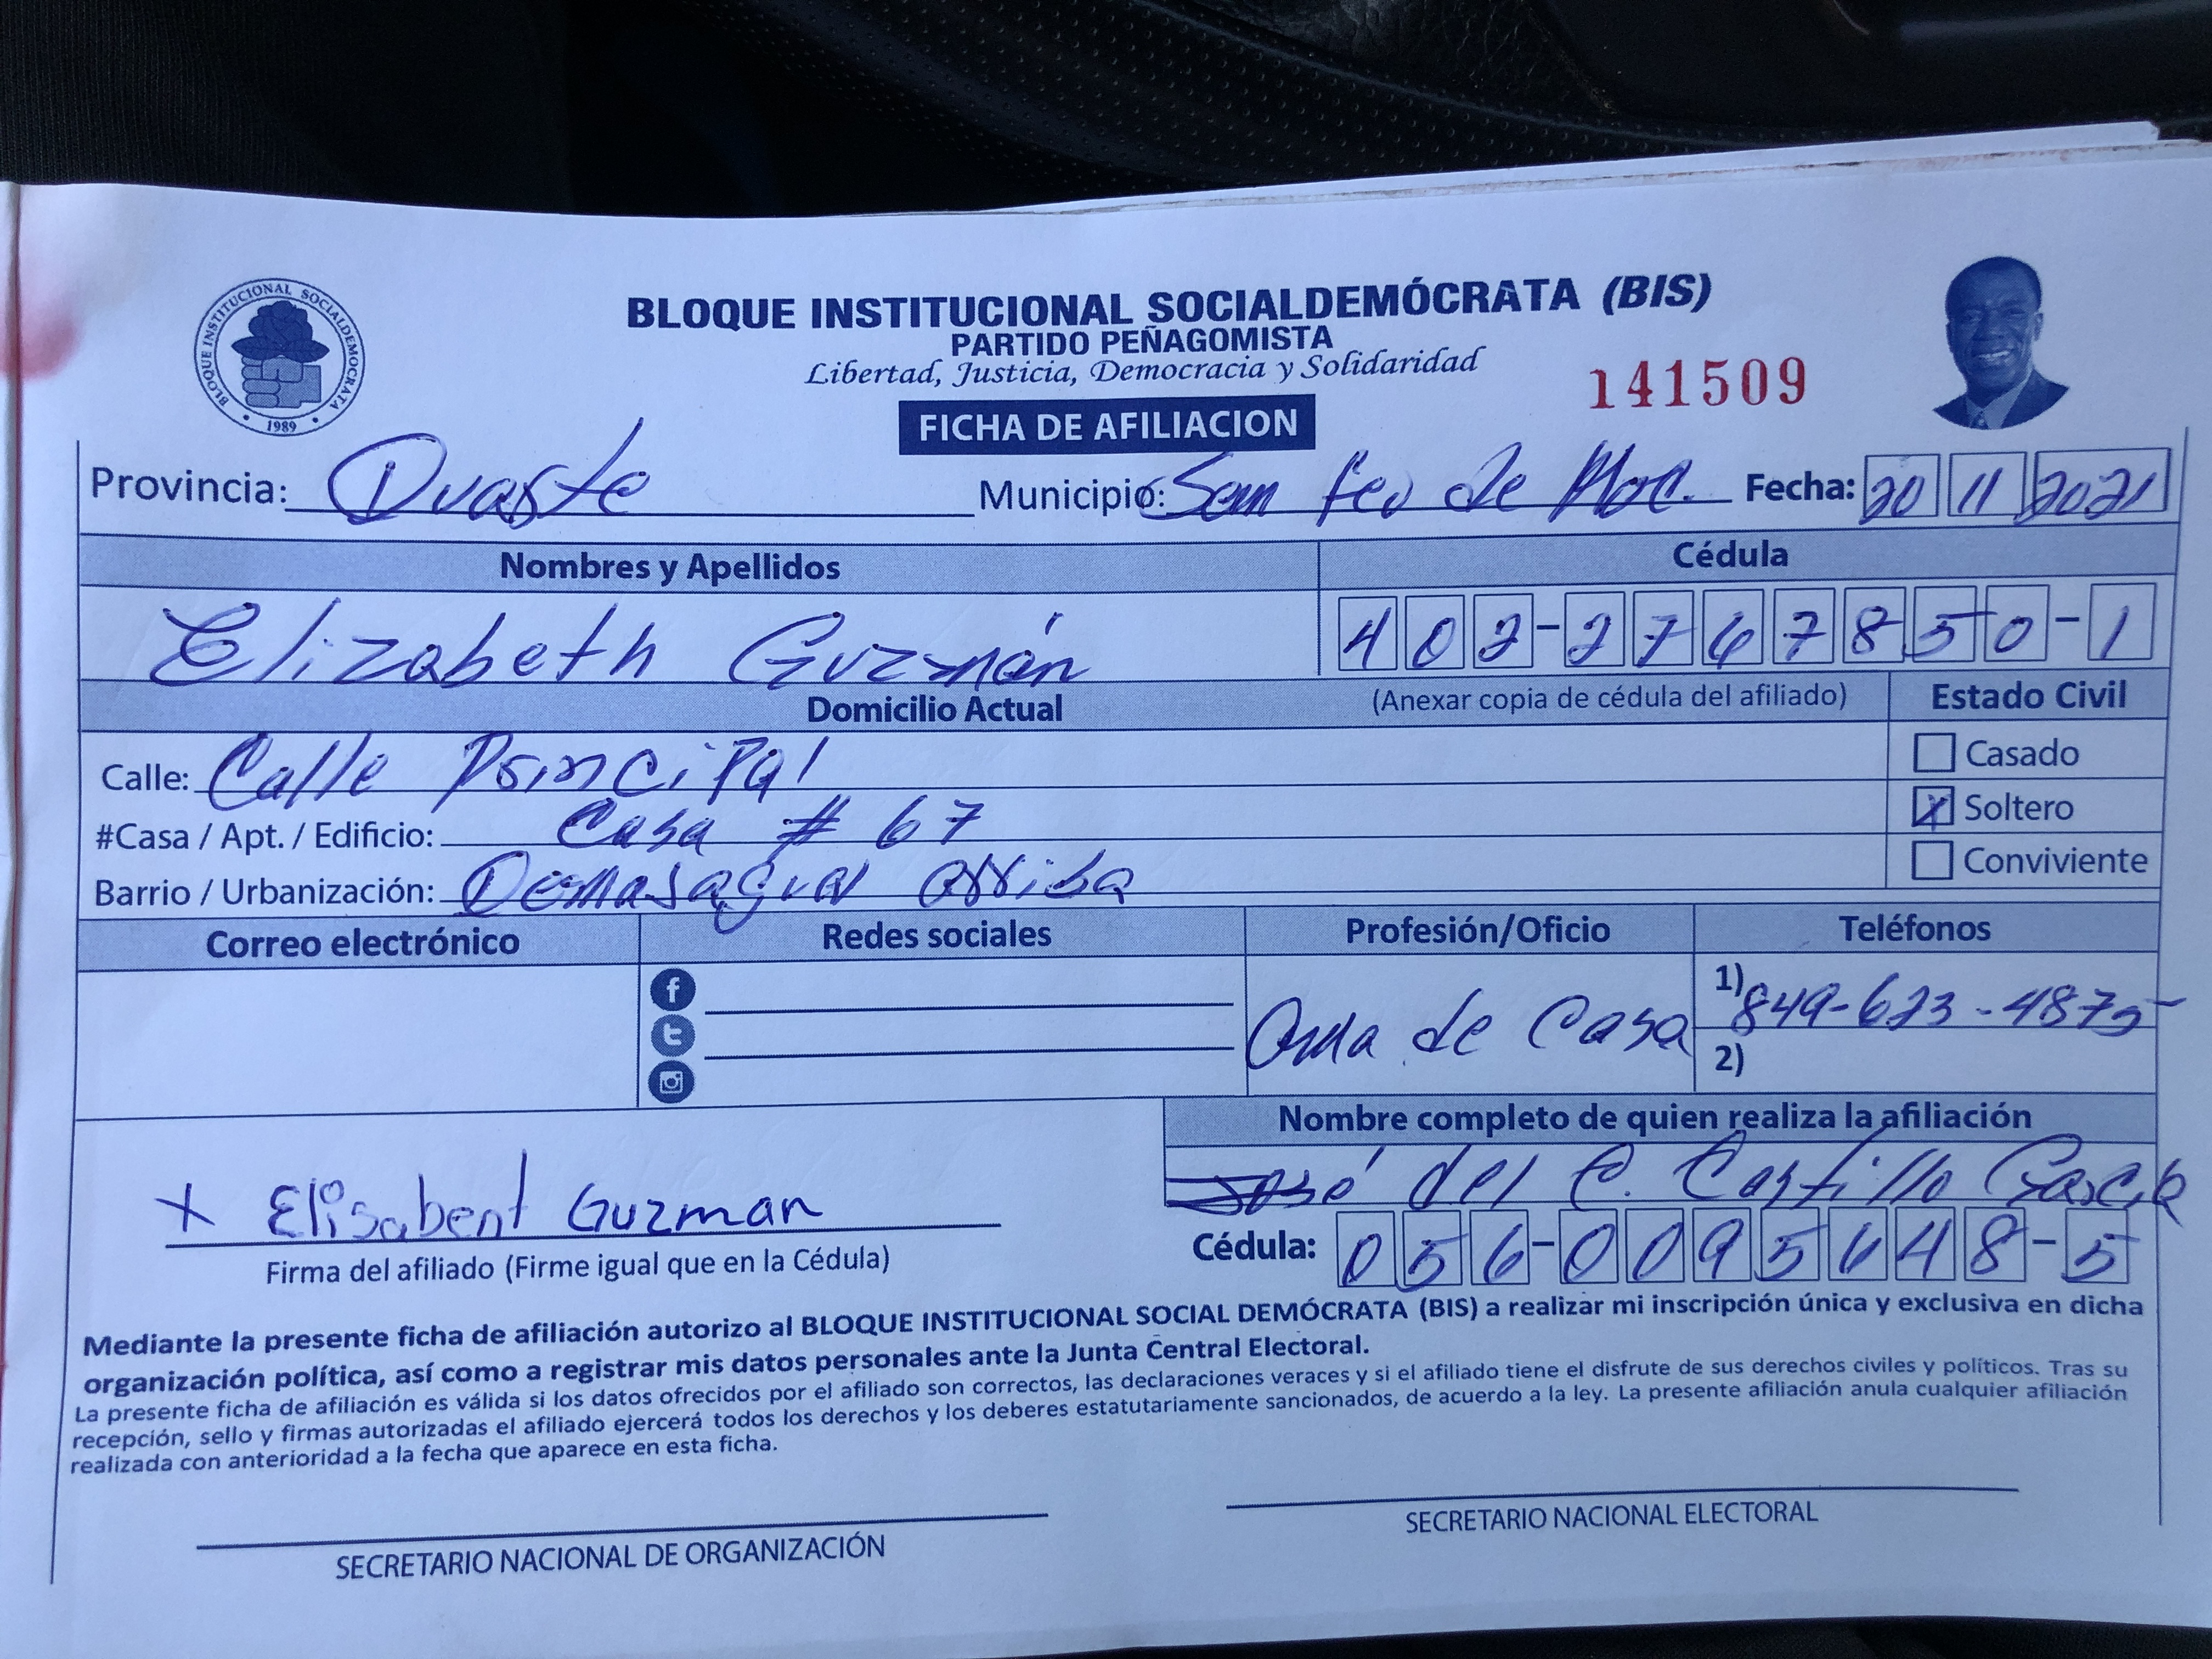 BLOQUE INSTITUCIONAL SOCIALDEMÓCRATA (BIS)
PARTIDO PEÑAGOMISTA
Libertad, Justicia, Democracia y Solidaridad
141509
BLOQUE INSTITUCIONAL SOCIALDEMOCRATA
1989
FICHA DE AFILIACION
Provincia: Duarte Municipio: San fco de Mac. Fecha: 20 11 2021
Nombres y Apellidos Cédula
Elizabeth Guzmán 402-2767850-1
Domicilio Actual (Anexar copia de cédula del afiliado) Estado Civil
Calle: Calle Principal Casado
#Casa / Apt. / Edificio: Casa # 67 X Soltero
Barrio / Urbanización: arriba Conviviente
Correo electrónico Redes sociales Profesión/Oficio Teléfonos
Ama de Casa 1) 849-623-4875
2)
Nombre completo de quien realiza la afiliación
José del C. Castillo García
X Elisabent Guzman
Cédula: 056-0095648-5
Firma del afiliado (Firme igual que en la Cédula)
Mediante la presente ficha de afiliación autorizo al BLOQUE INSTITUCIONAL SOCIAL DEMÓCRATA (BIS) a realizar mi inscripción única y exclusiva en dicha
organización política, así como a registrar mis datos personales ante la Junta Central Electoral.
La presente ficha de afiliación es válida si los datos ofrecidos por el afiliado son correctos, las declaraciones veraces y si el afiliado tiene el disfrute de sus derechos civiles y políticos. Tras su
recepción, sello y firmas autorizadas el afiliado ejercerá todos los derechos y los deberes estatutariamente sancionados, de acuerdo a la ley. La presente afiliación anula cualquier afiliación
realizada con anterioridad a la fecha que aparece en esta ficha.
SECRETARIO NACIONAL DE ORGANIZACIÓN SECRETARIO NACIONAL ELECTORAL